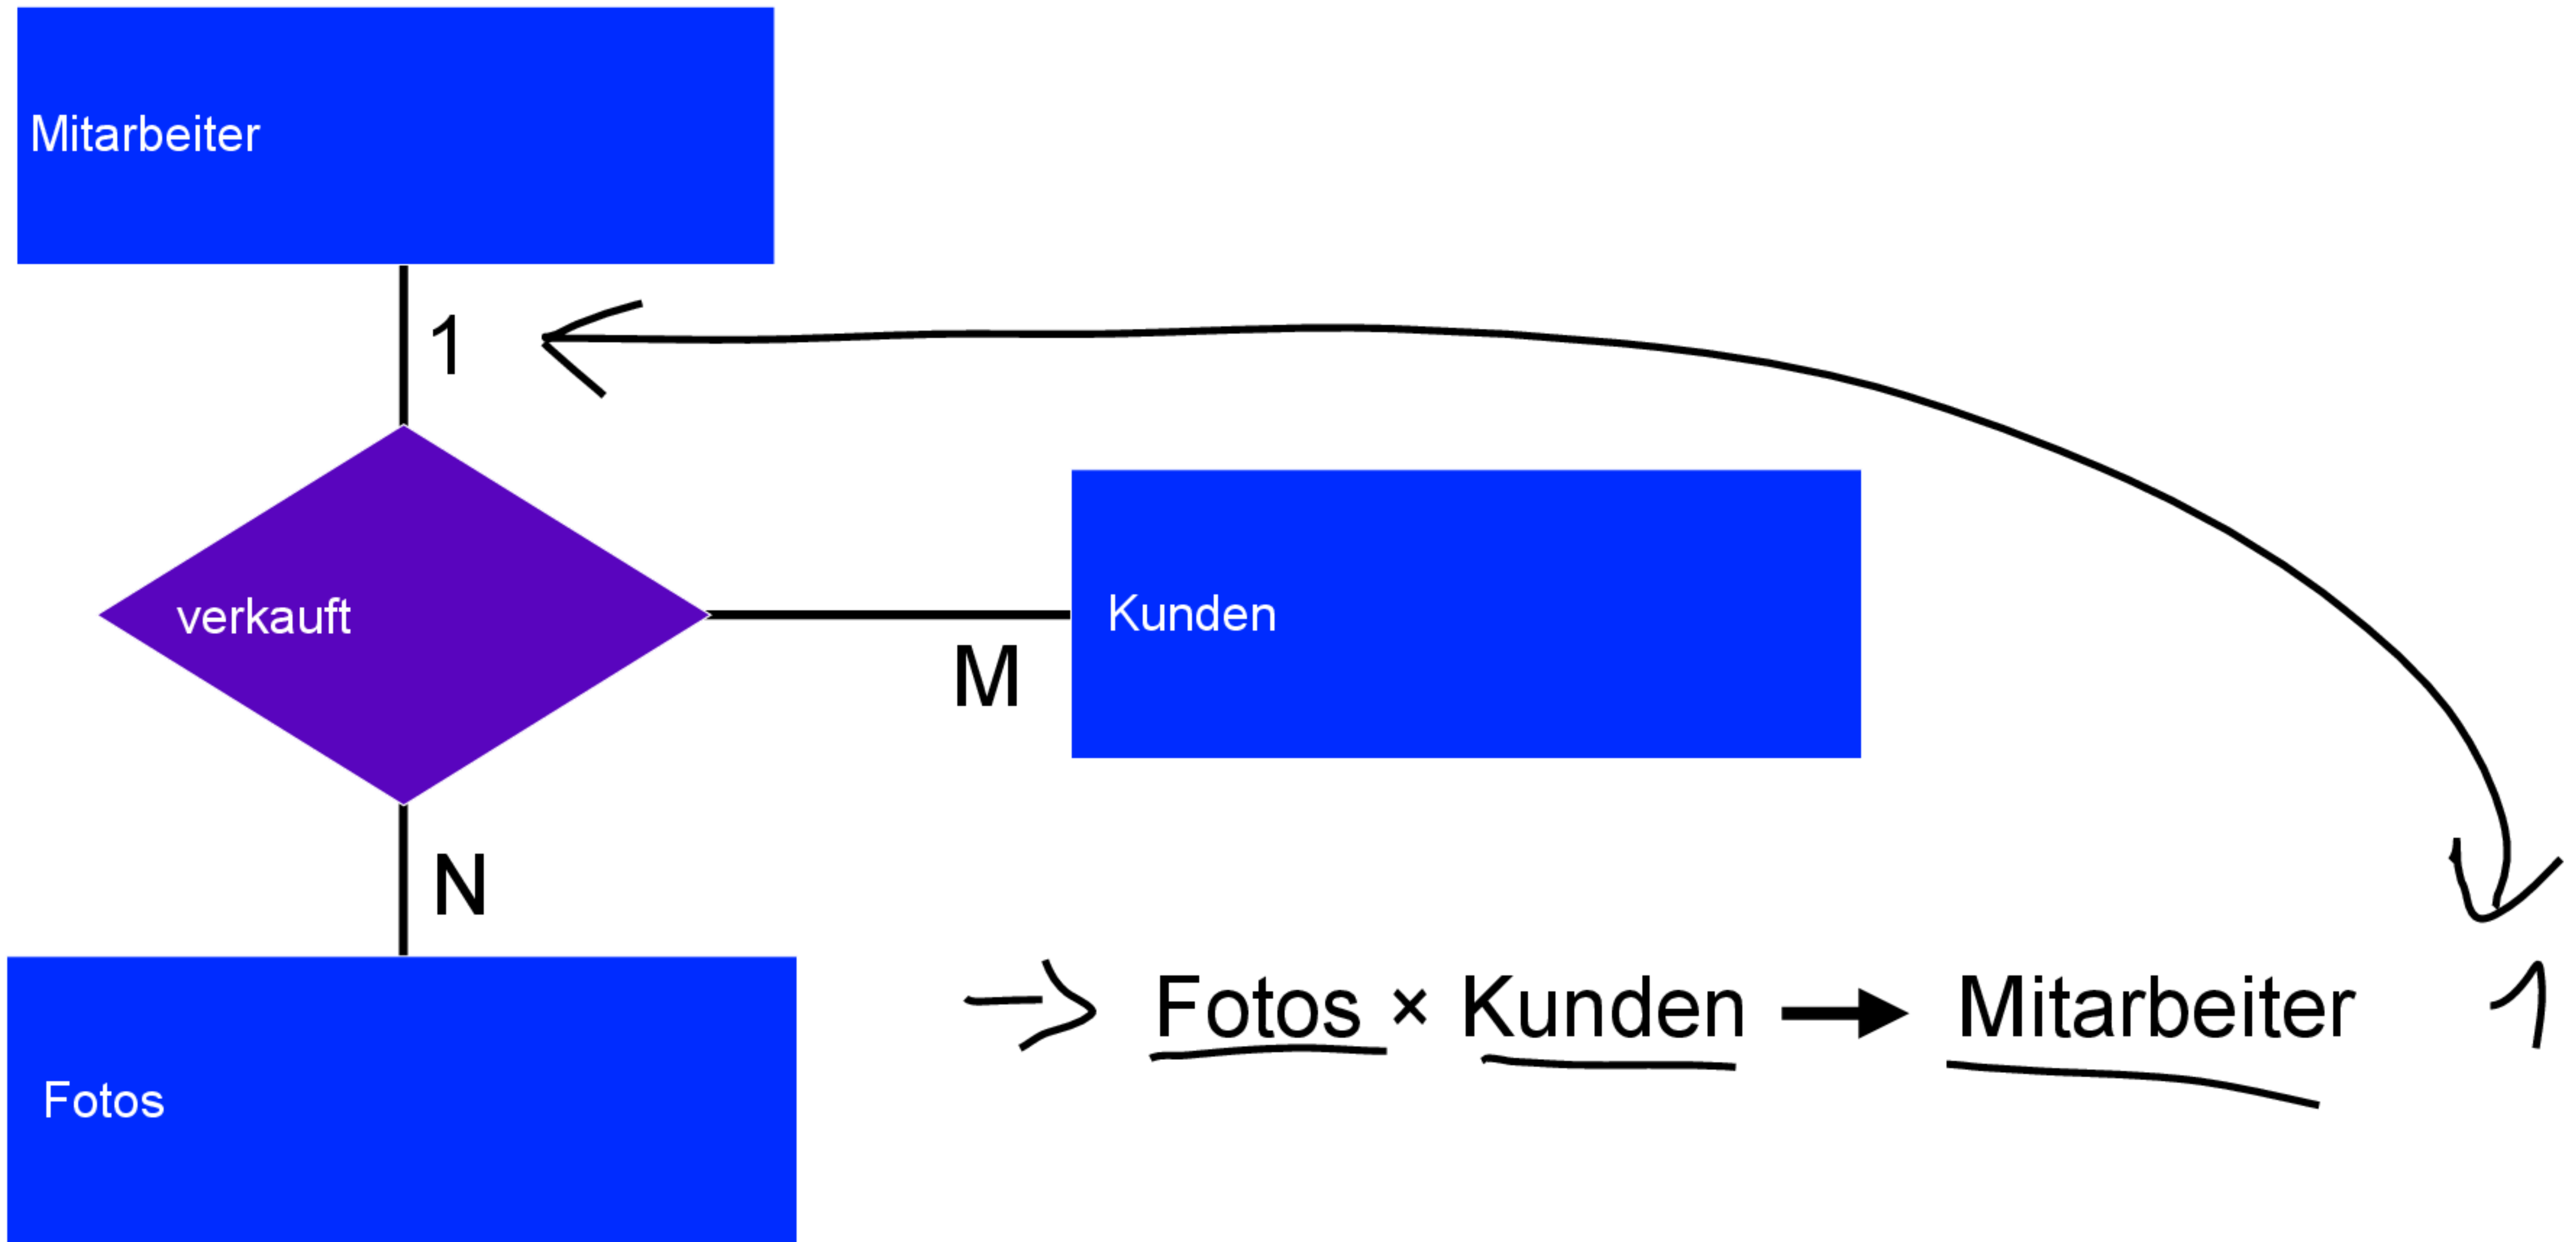 Mitarbeiter
1
verkauft
Kunden
M
N
Fotos × Kunden → Mitarbeiter 1
Fotos